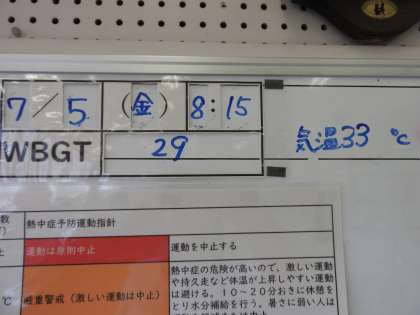 7/5 (金) 8:15
WBGT 29
気温33 ℃
数 熱中症予防運動指針
上 運動は原則中止 運動を中止する
℃ 厳重警戒(激しい運動は中止)
熱中症の危険が高いので、激しい運動
や持久走など体温が上昇しやすい運動
は避ける。10~20分おきに休憩をと
り水分補給を行う。暑さに弱い人は